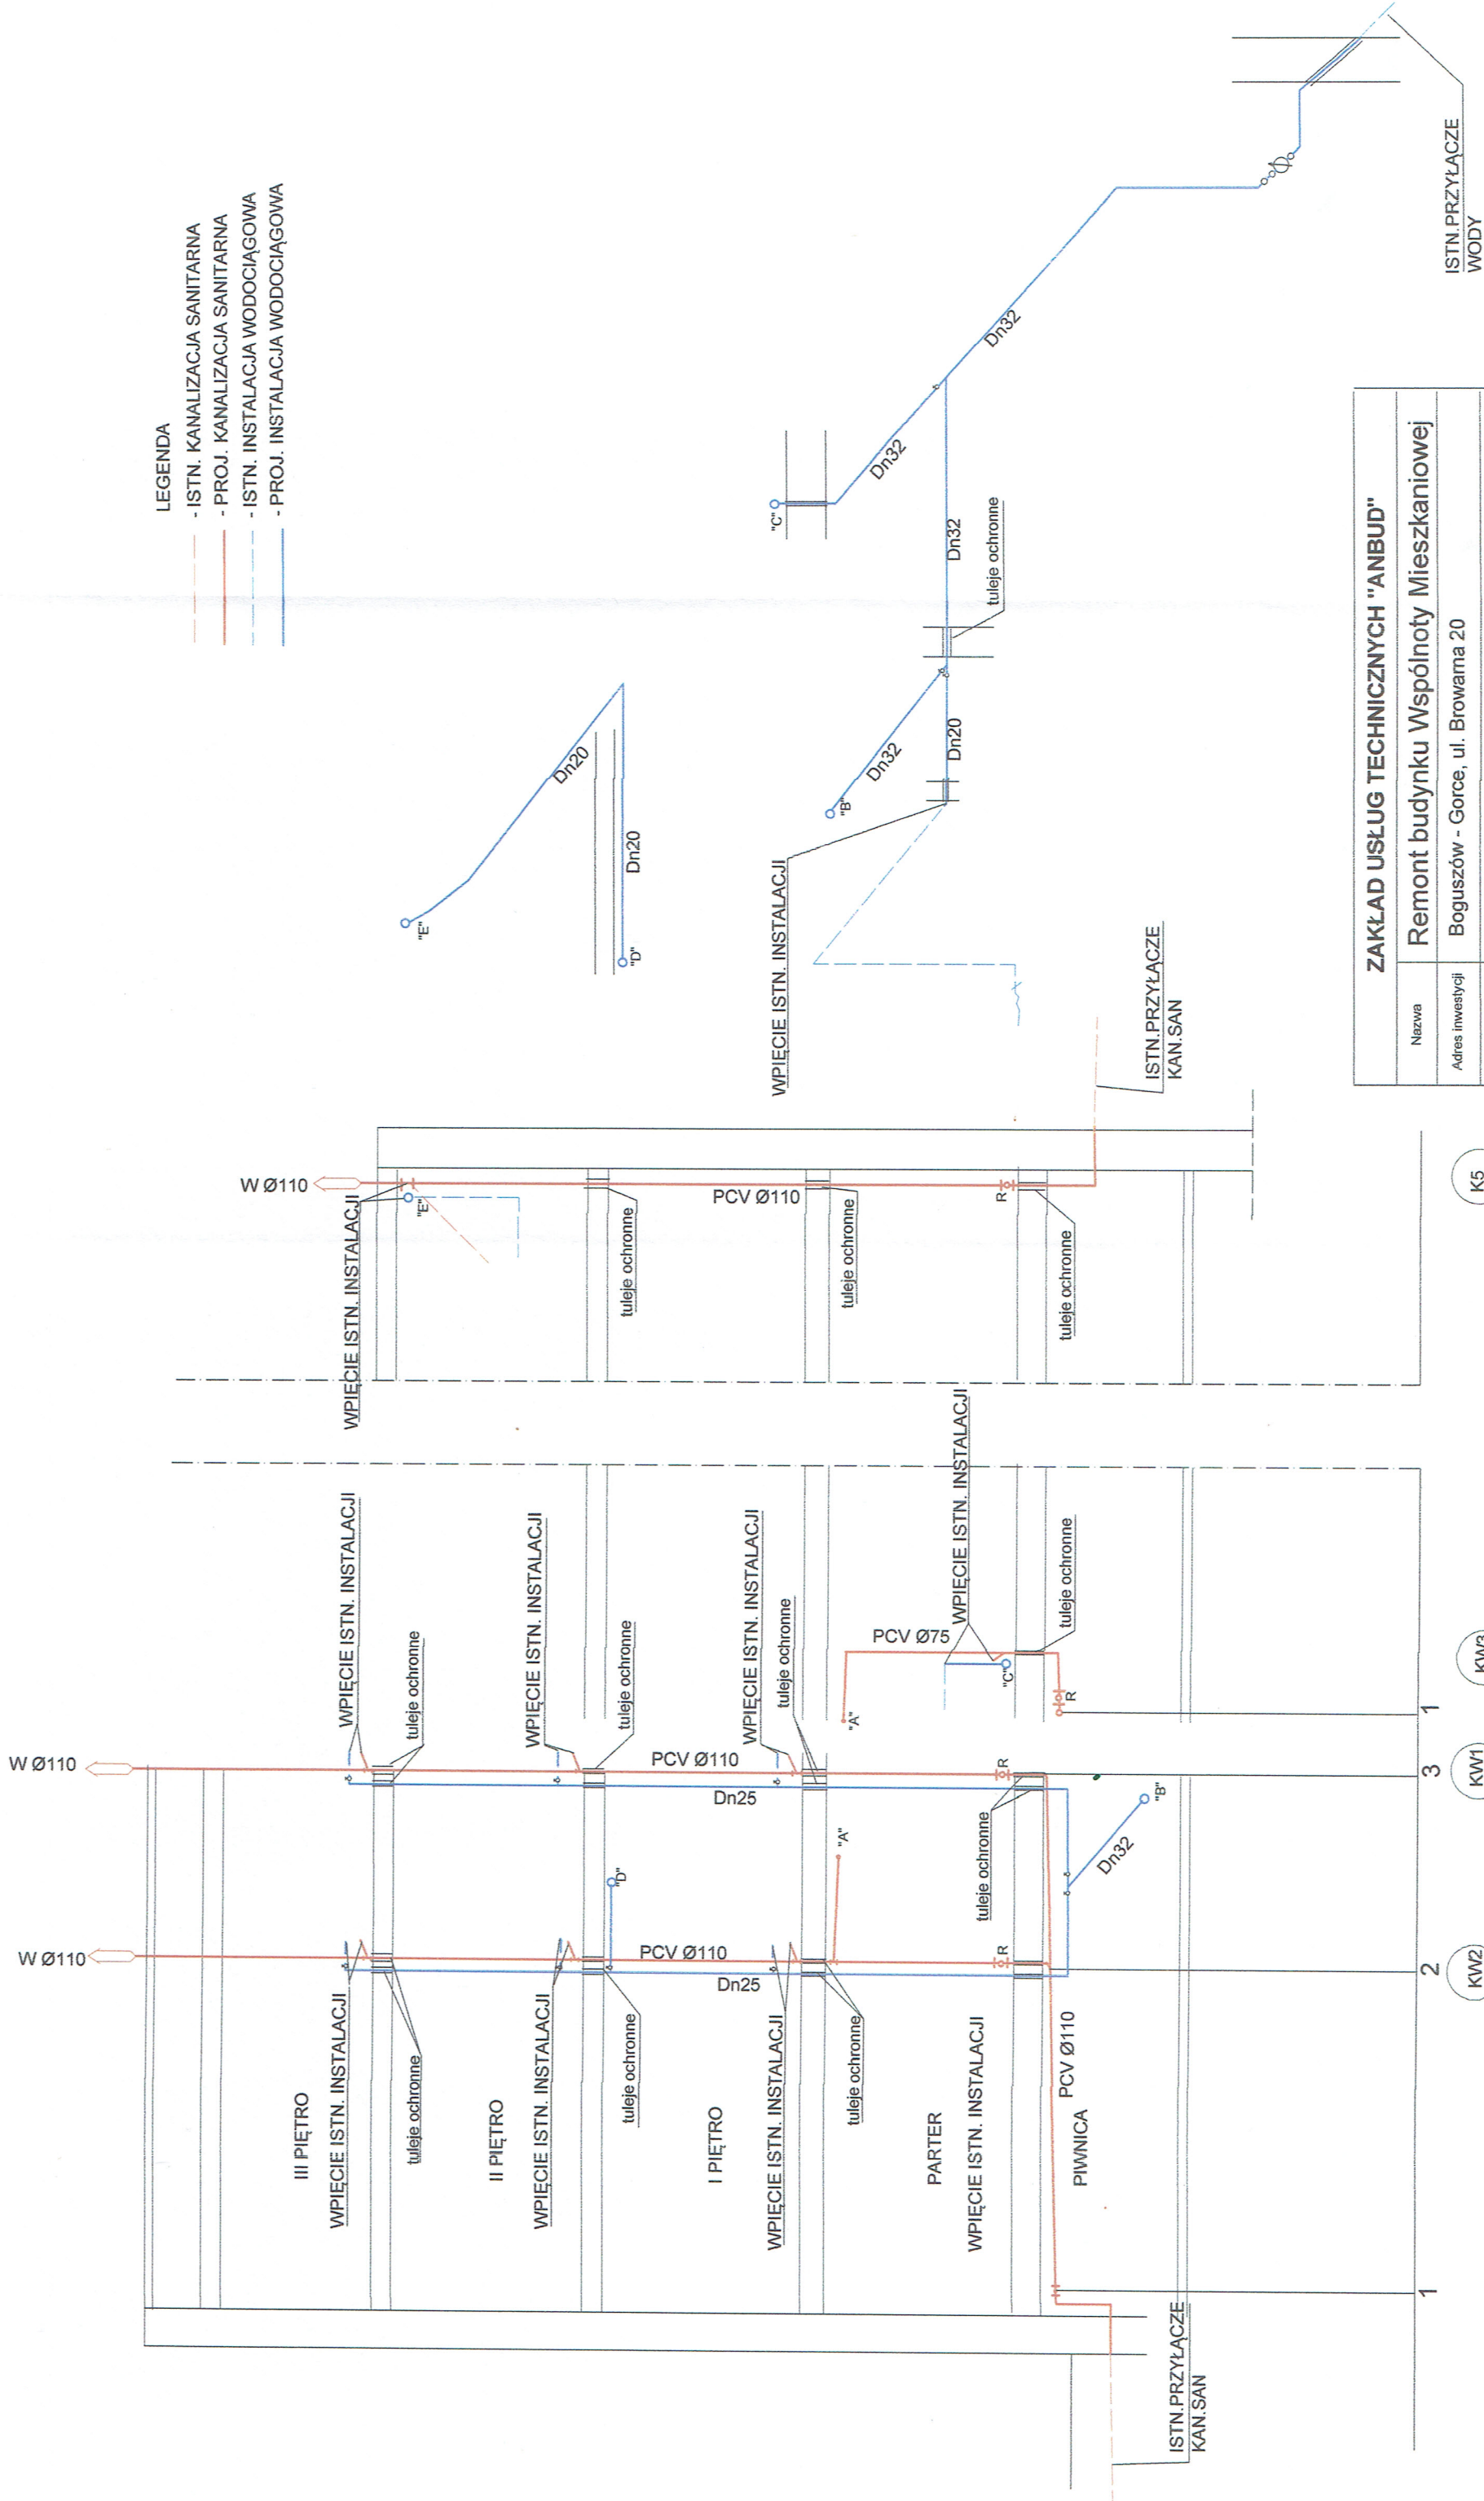 LEGENDA
- ISTN. KANALIZACJA SANITARNA
- PROJ. KANALIZACJA SANITARNA
- ISTN. INSTALACJA WODOCIĄGOWA
- PROJ. INSTALACJA WODOCIĄGOWA
W Ø110
W Ø110
W Ø110
III PIĘTRO
WPIĘCIE ISTN. INSTALACJI
tuleje ochronne
WPIĘCIE ISTN. INSTALACJI
tuleje ochronne
II PIĘTRO
WPIĘCIE ISTN. INSTALACJI
tuleje ochronne
"D"
WPIĘCIE ISTN. INSTALACJI
tuleje ochronne
I PIĘTRO
PCV Ø110
Dn25
PCV Ø110
Dn25
WPIĘCIE ISTN. INSTALACJI
tuleje ochronne
"A"
WPIĘCIE ISTN. INSTALACJI
tuleje ochronne
PARTER
WPIĘCIE ISTN. INSTALACJI
R
tuleje ochronne
R
"A"
PCV Ø75
WPIĘCIE ISTN. INSTALACJI
"C"
tuleje ochronne
R
PIWNICA
PCV Ø110
Dn32
"B"
ISTN.PRZYŁĄCZE
KAN.SAN
1
2
3
1
KW2
KW1
KW3
K5
WPIĘCIE ISTN. INSTALACJI
"E"
tuleje ochronne
PCV Ø110
tuleje ochronne
R
tuleje ochronne
ISTN.PRZYŁĄCZE
KAN.SAN
"E"
Dn20
"D"
Dn20
WPIĘCIE ISTN. INSTALACJI
"B"
Dn32
Dn20
tuleje ochronne
Dn32
"C"
Dn32
Dn32
ISTN.PRZYŁĄCZE
WODY
ZAKŁAD USŁUG TECHNICZNYCH "ANBUD"
Nazwa
Remont budynku Wspólnoty Mieszkaniowej
Adres inwestycji
Boguszów - Gorce, ul. Browarna 20